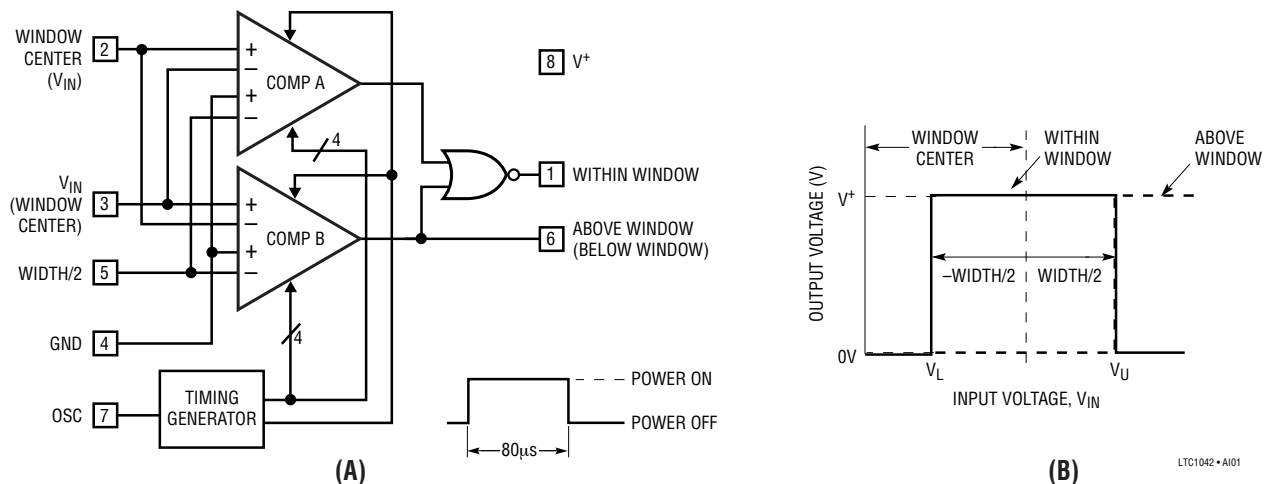 WINDOW
CENTER
(VIN)
2
+
−
+
−
COMP A
4
8
V+
VIN
(WINDOW
CENTER)
3
+
−
+
−
COMP B
4
1
WITHIN WINDOW
6
ABOVE WINDOW
(BELOW WINDOW)
WIDTH/2
5
GND
4
OSC
7
TIMING
GENERATOR
POWER ON
POWER OFF
80µs
(A)
OUTPUT VOLTAGE (V)
V+
0V
WINDOW
CENTER
WITHIN
WINDOW
ABOVE
WINDOW
–WIDTH/2
WIDTH/2
VL
VU
INPUT VOLTAGE, VIN
(B)
LTC1042 • AI01